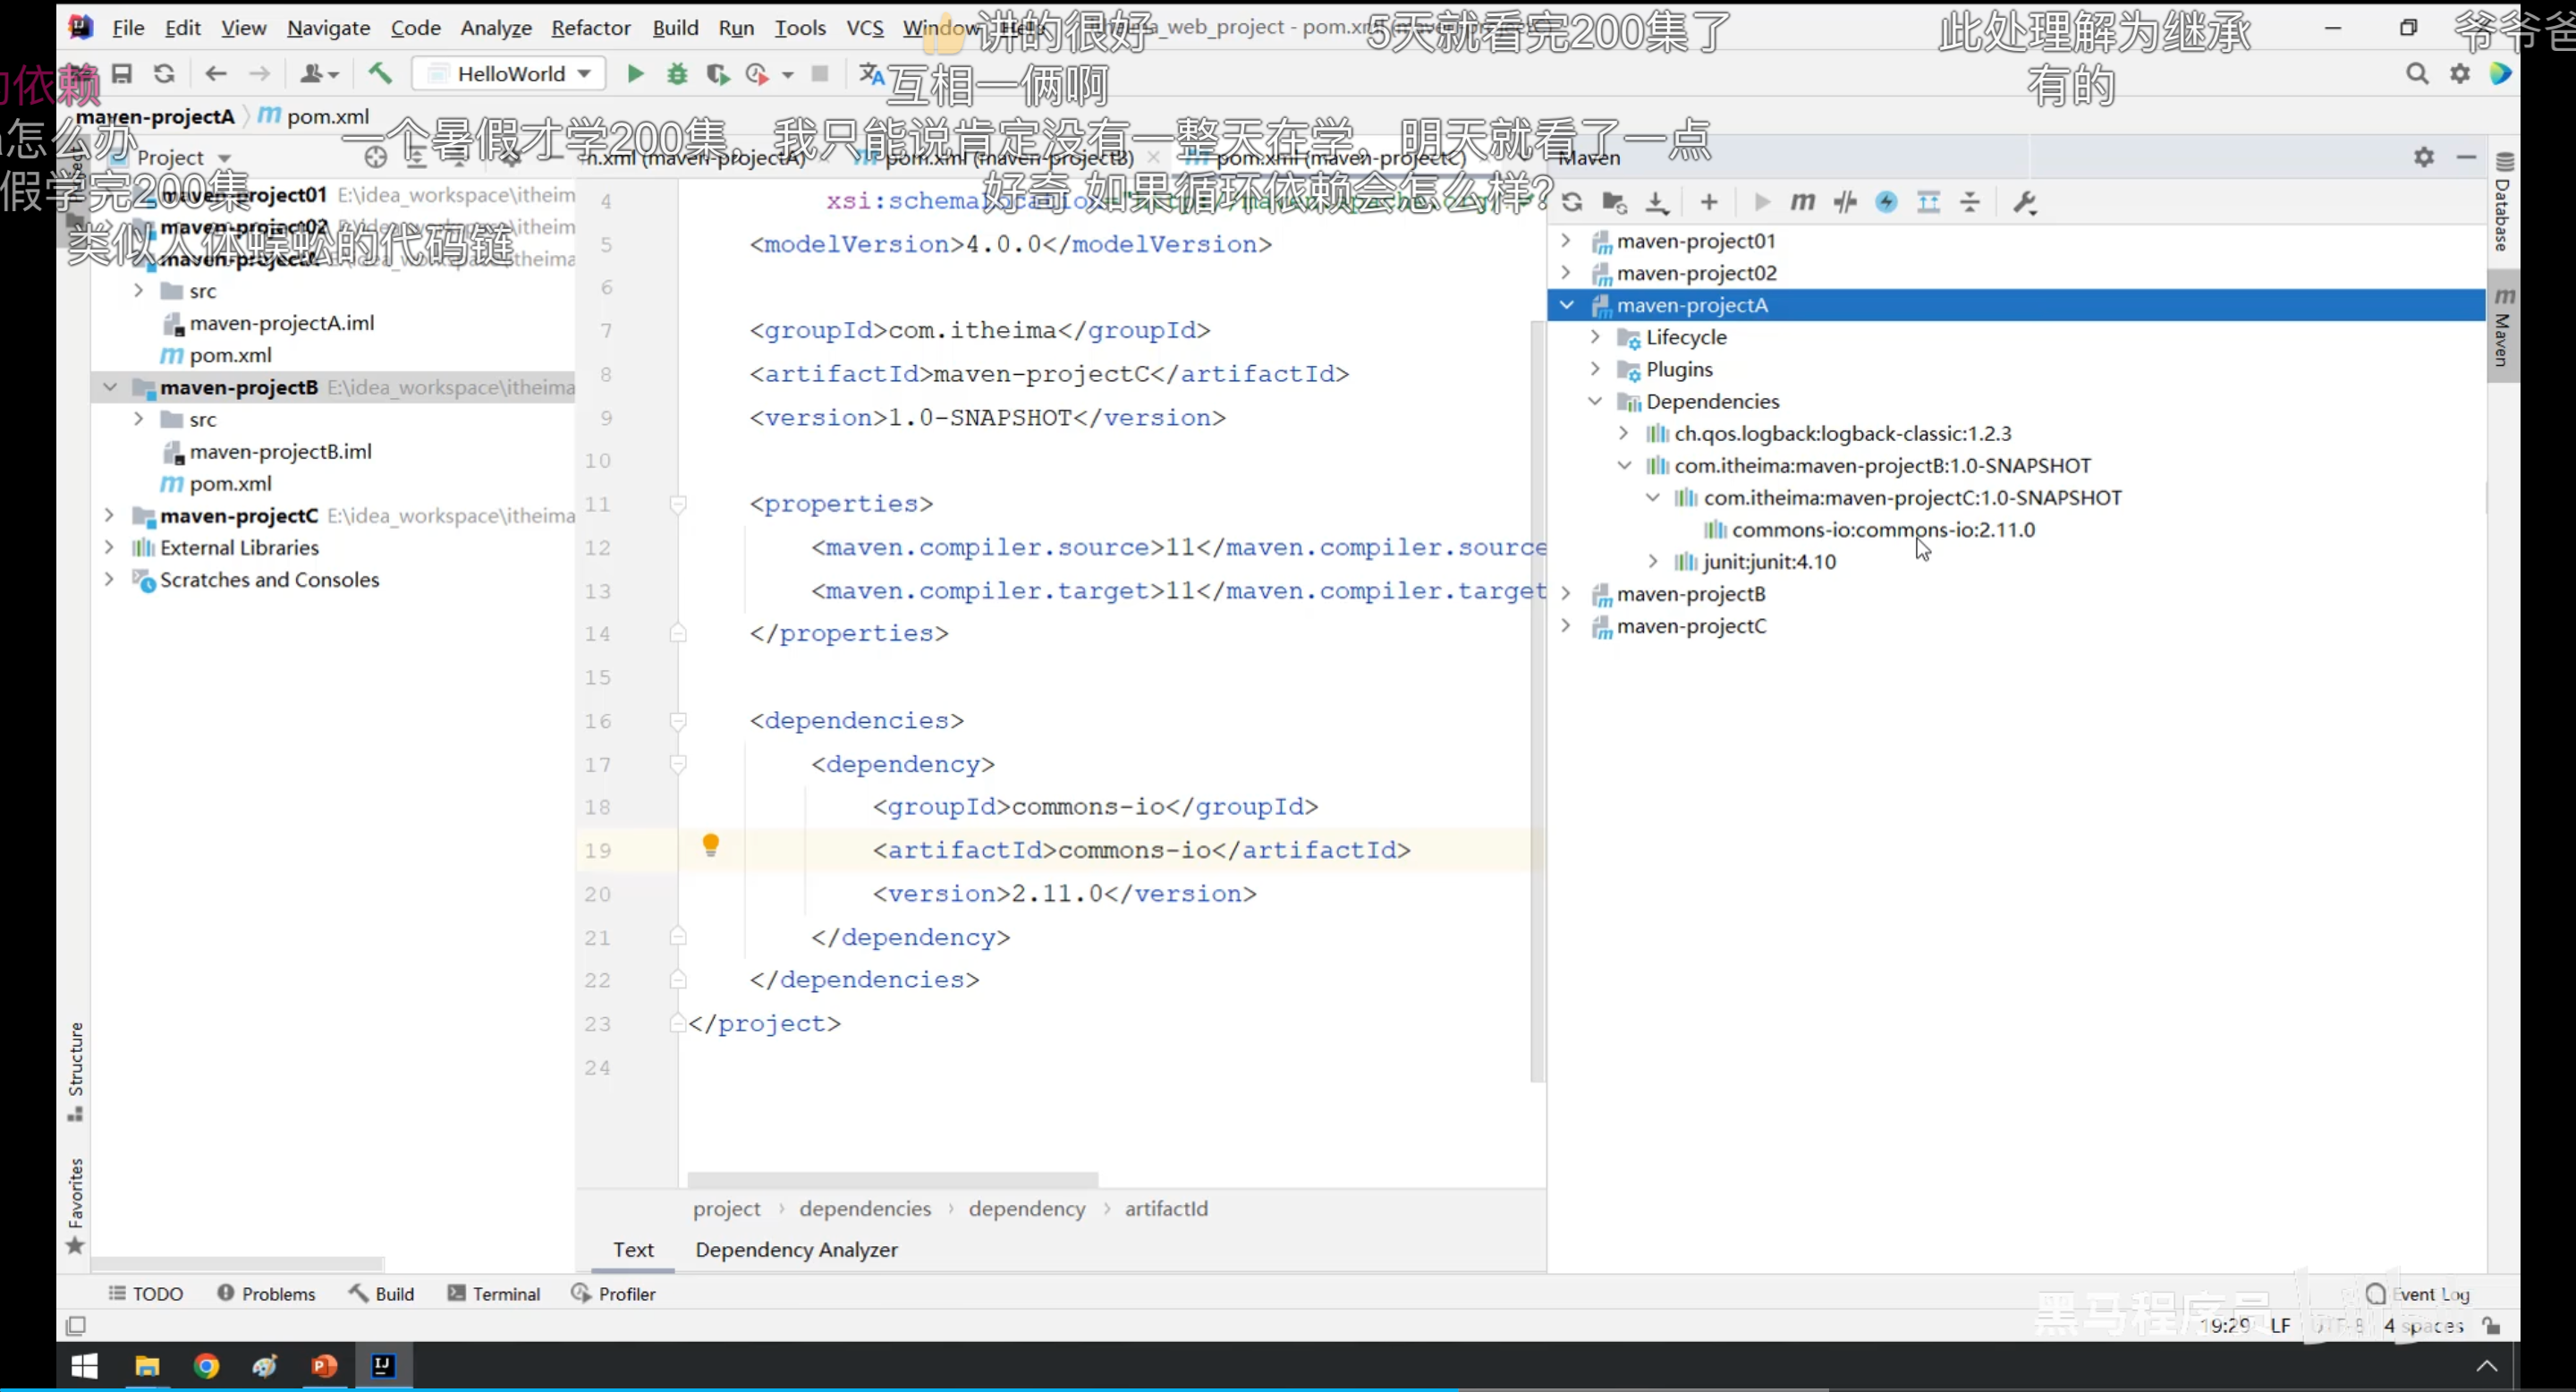 File Edit View Navigate Code Analyze Refactor Build Run Tools VCS Window Help _web_project - pom.xml
讲的很好
5天就看完200集了
此处理解为继承
爷爷爸
HelloWorld
依赖
互相一俩啊
有的
maven-projectA pom.xml
怎么办
一个暑假才学200集，我只能说肯定没有一整天在学，明天就看了一点
Project
(maven-projectA)
pom.xml (maven-projectB)
pom.xml (maven-projectC)
Maven
假学完200集
好奇 如果循环依赖会怎么样?
类似人体蜈蚣的代码链
maven-project01 E:\idea_workspace\itheim
maven-project02 E:\idea_workspace\itheim
maven-projectA E:\idea_workspace\itheima
src
maven-projectA.iml
pom.xml
maven-projectB E:\idea_workspace\itheima
src
maven-projectB.iml
pom.xml
maven-projectC E:\idea_workspace\itheima
External Libraries
Scratches and Consoles
4 xsi:schemaLocation
5 <modelVersion>4.0.0</modelVersion>
6
7 <groupId>com.itheima</groupId>
8 <artifactId>maven-projectC</artifactId>
9 <version>1.0-SNAPSHOT</version>
10
11 <properties>
12 <maven.compiler.source>11</maven.compiler.source
13 <maven.compiler.target>11</maven.compiler.target
14 </properties>
15
16 <dependencies>
17 <dependency>
18 <groupId>commons-io</groupId>
19 <artifactId>commons-io</artifactId>
20 <version>2.11.0</version>
21 </dependency>
22 </dependencies>
23 </project>
24
project › dependencies › dependency › artifactId
Text Dependency Analyzer
maven-project01
maven-project02
maven-projectA
Lifecycle
Plugins
Dependencies
ch.qos.logback:logback-classic:1.2.3
com.itheima:maven-projectB:1.0-SNAPSHOT
com.itheima:maven-projectC:1.0-SNAPSHOT
commons-io:commons-io:2.11.0
junit:junit:4.10
maven-projectB
maven-projectC
Database
Maven
Structure
Favorites
TODO Problems Build Terminal Profiler
Event Log
黑马程序员
19:29 LF UTF-8 4 spaces